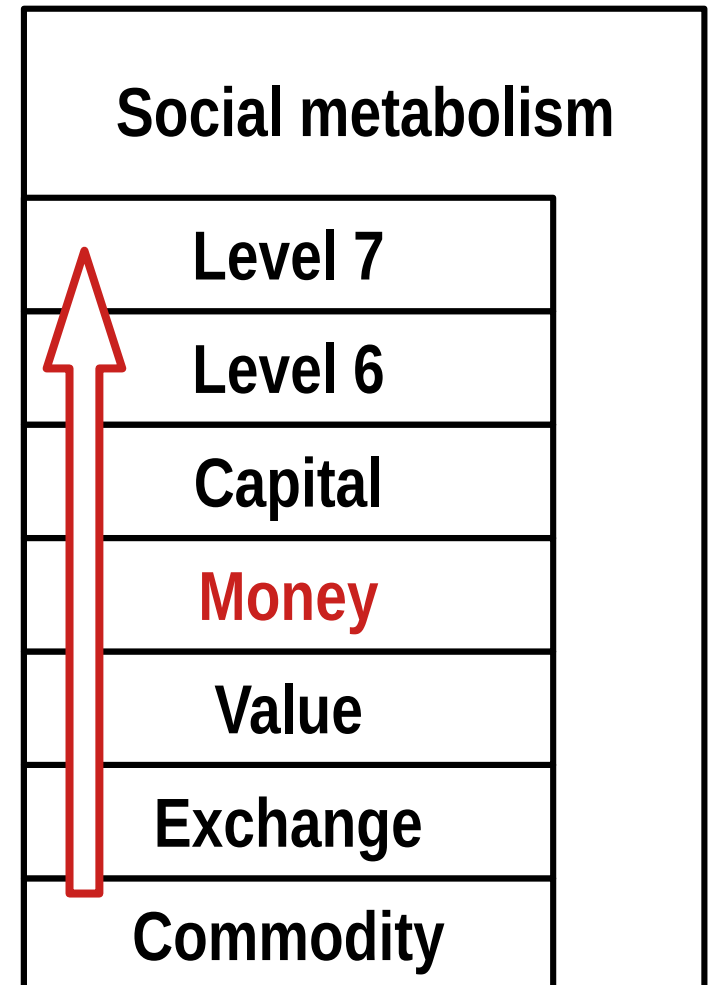 Social metabolism
Level 7
Level 6
Capital
Money
Value
Exchange
Commodity